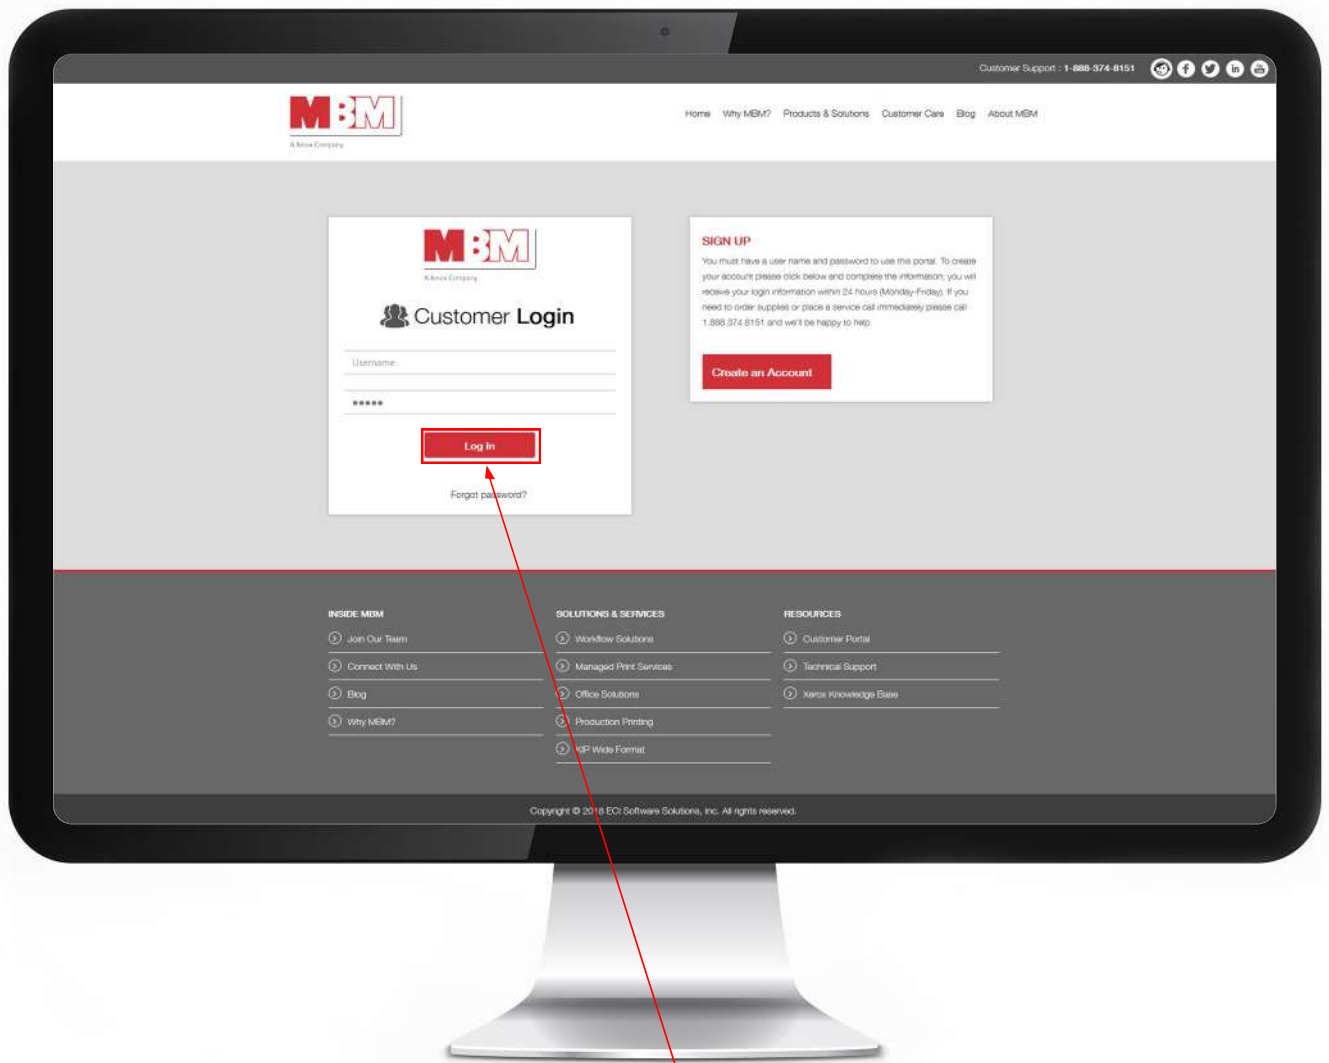 Customer Support : 1-888-374-8151
MBM
A Xerox Company
Home Why MBM? Products & Solutions Customer Care Blog About MBM
MBM
A Xerox Company
Customer Login
Username
•••••
Log In
Forgot password?
SIGN UP
You must have a user name and password to use this portal. To create
your account please click below and complete the information, you will
receive your login information within 24 hours (Monday-Friday). If you
need to order supplies or place a service call immediately please call
1.888.374.8151 and we'll be happy to help.
Create an Account
INSIDE MBM
Join Our Team
Connect With Us
Blog
Why MBM?
SOLUTIONS & SERVICES
Workflow Solutions
Managed Print Services
Office Solutions
Production Printing
KIP Wide Format
RESOURCES
Customer Portal
Technical Support
Xerox Knowledge Base
Copyright © 2018 ECI Software Solutions, Inc. All rights reserved.